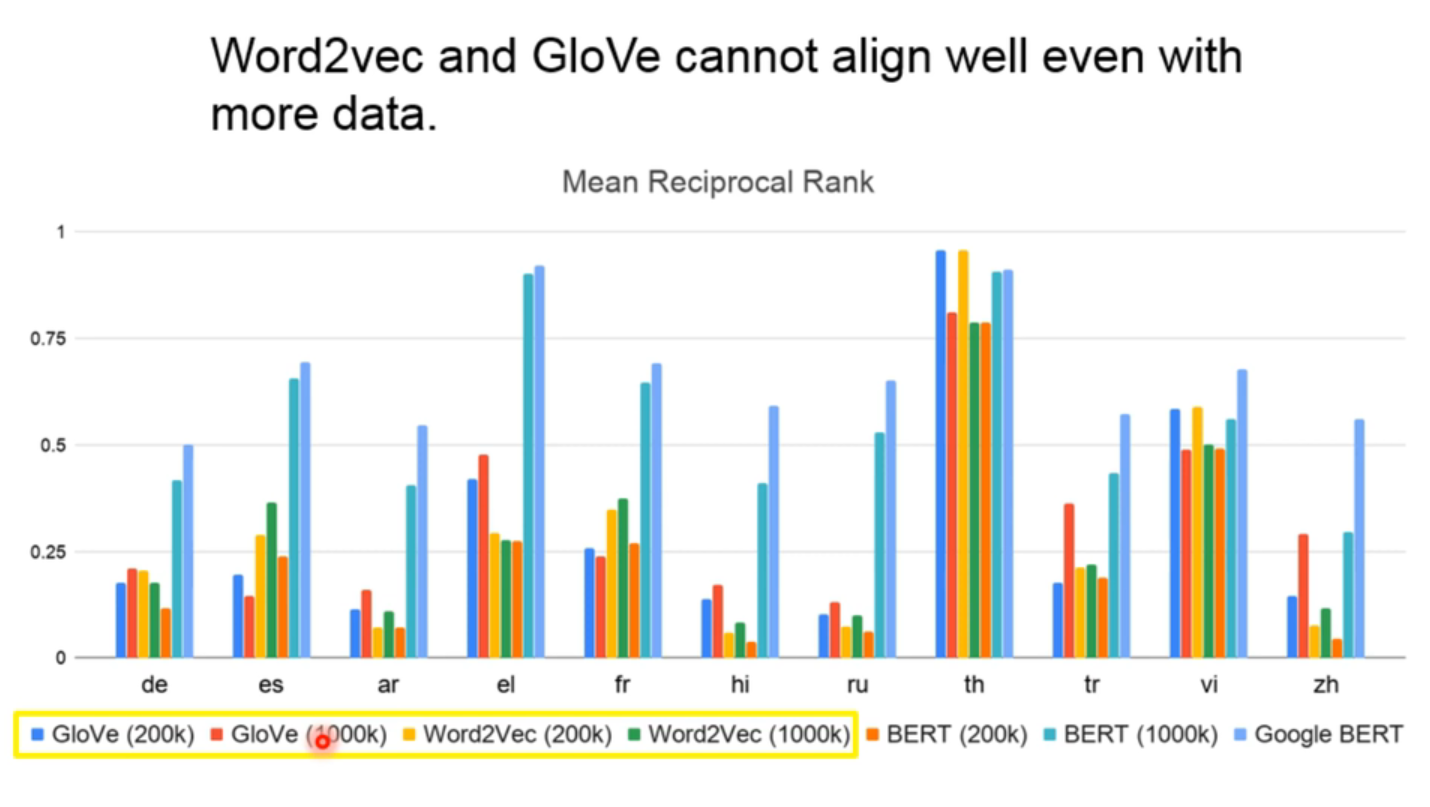 Word2vec and GloVe cannot align well even with
more data.
Mean Reciprocal Rank
1
0.75
0.5
0.25
0
de es ar el fr hi ru th tr vi zh
GloVe (200k) GloVe (1000k) Word2Vec (200k) Word2Vec (1000k) BERT (200k) BERT (1000k) Google BERT